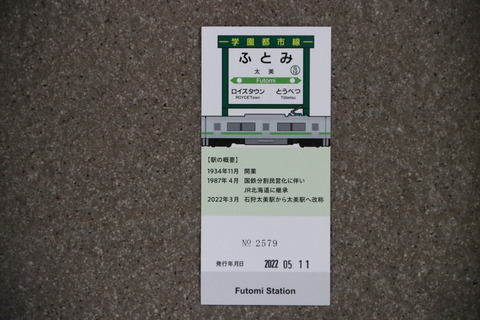 学園都市線
ふとみ
太美
Futomi
ロイズタウン とうべつ
ROYCE'Town Tōbetsu
【駅の概要】
1934年11月 開業
1987年 4月 国鉄分割民営化に伴い
JR北海道に継承
2022年3月 石狩太美駅から太美駅へ改称
№ 2579
発行年月日 2022 05 11
Futomi Station